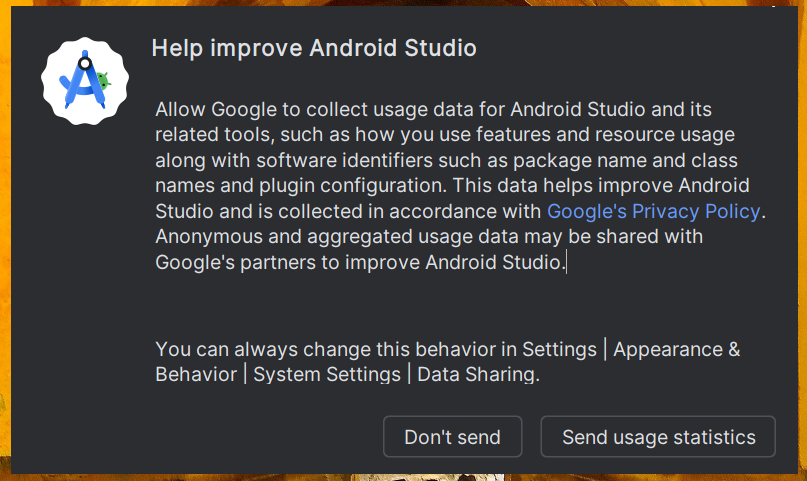 Help improve Android Studio
Allow Google to collect usage data for Android Studio and its
related tools, such as how you use features and resource usage
along with software identifiers such as package name and class
names and plugin configuration. This data helps improve Android
Studio and is collected in accordance with Google's Privacy Policy.
Anonymous and aggregated usage data may be shared with
Google's partners to improve Android Studio.
You can always change this behavior in Settings | Appearance &
Behavior | System Settings | Data Sharing.
Don't send
Send usage statistics